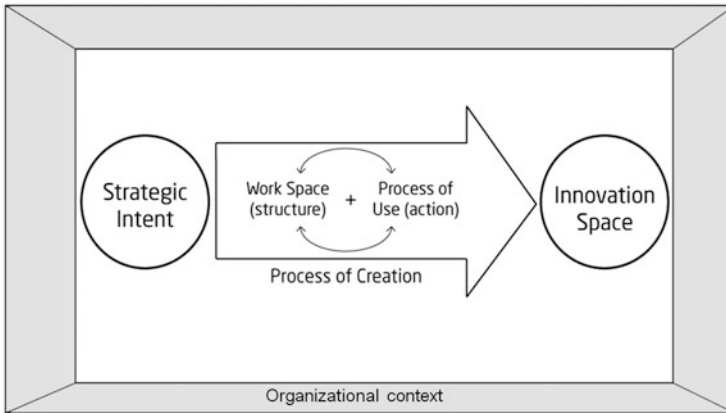 Strategic
Intent
Work Space
(structure)
+
Process of
Use (action)
Process of Creation
Innovation
Space
Organizational context